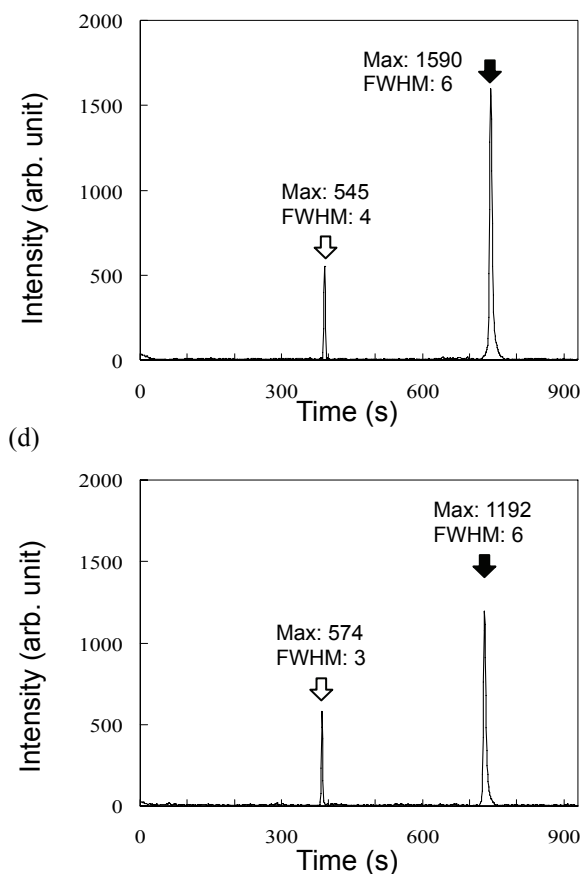 2000
Max: 1590
FWHM: 6
1500
Intensity (arb. unit)
1000
Max: 545
FWHM: 4
500
0
0
300
600
900
Time (s)
(d)
2000
Max: 1192
FWHM: 6
1500
Intensity (arb. unit)
1000
Max: 574
FWHM: 3
500
0
0
300
600
900
Time (s)